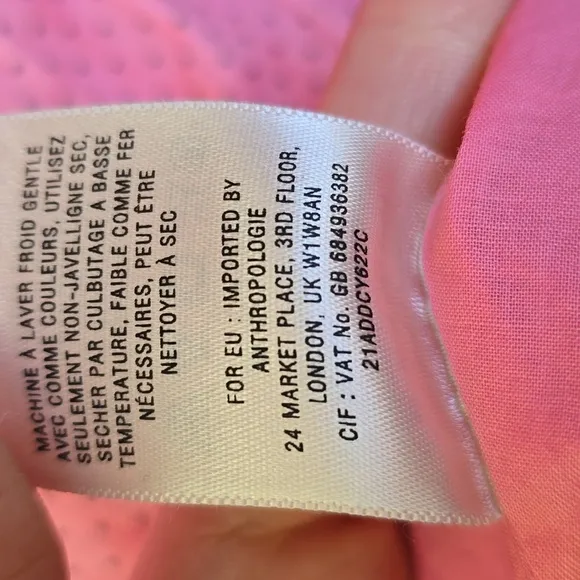 MACHINE À LAVER FROID GENTLE
AVEC COMME COULEURS, UTILISEZ
SEULEMENT NON-JAVELLIGNE SEC,
SECHER PAR CULBUTAGE A BASSE
TEMPERATURE, FAIBLE COMME FER
NÉCESSAIRES, PEUT ÊTRE
NETTOYER À SEC
FOR EU : IMPORTED BY
ANTHROPOLOGIE
24 MARKET PLACE, 3RD FLOOR,
LONDON, UK W1W8AN
CIF : VAT No. GB 684936382
21ADDCY622C